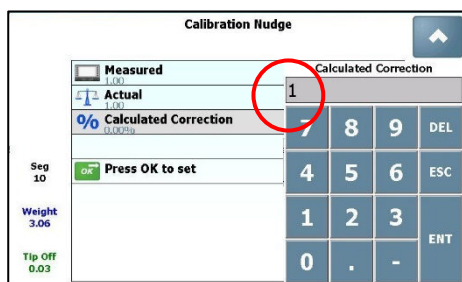 Calibration Nudge
Measured
1.00
Actual
1.00
% Calculated Correction
0.00%
OK Press OK to set
Seg
10
Weight
3.06
Tip Off
0.03
Calculated Correction
1
7 8 9 DEL
4 5 6 ESC
1 2 3
ENT
0 . -